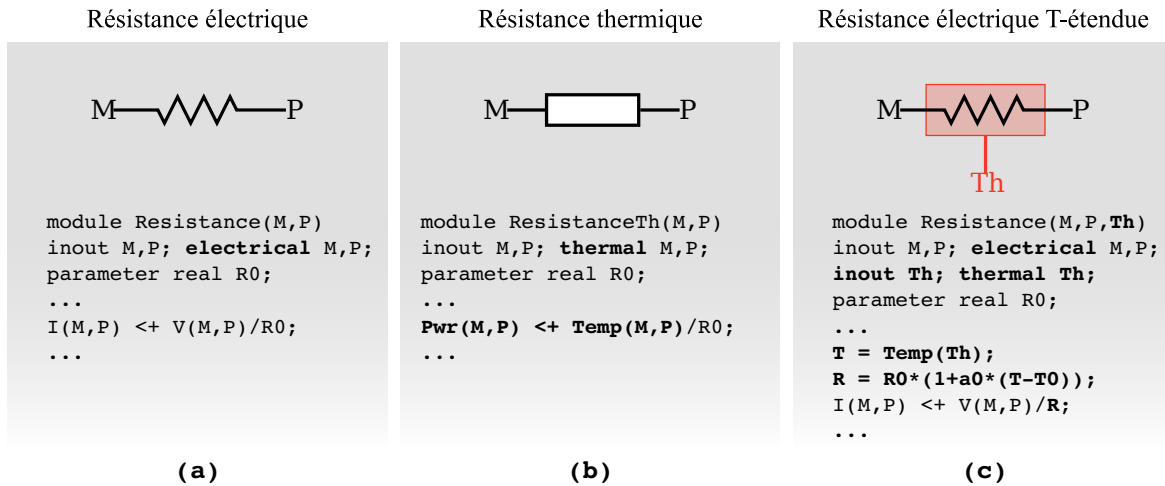 Résistance électrique
M P
module Resistance(M,P)
inout M,P; electrical M,P;
parameter real R0;
...
I(M,P) <+ V(M,P)/R0;
...
(a)
Résistance thermique
M P
module ResistanceTh(M,P)
inout M,P; thermal M,P;
parameter real R0;
...
Pwr(M,P) <+ Temp(M,P)/R0;
...
(b)
Résistance électrique T-étendue
M P
Th
module Resistance(M,P,Th)
inout M,P; electrical M,P;
inout Th; thermal Th;
parameter real R0;
...
T = Temp(Th);
R = R0*(1+a0*(T-T0));
I(M,P) <+ V(M,P)/R;
...
(c)